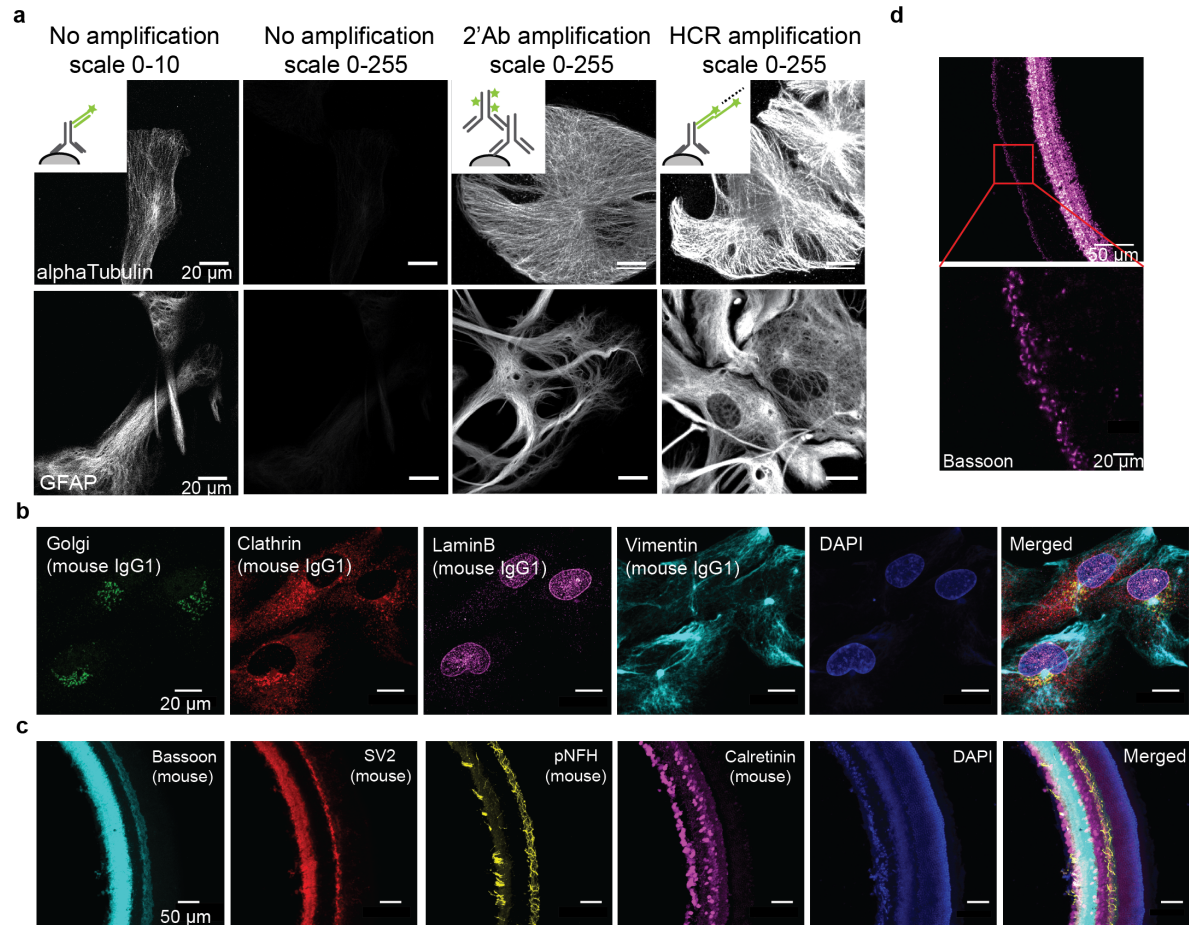 a
No amplification
scale 0-10
No amplification
scale 0-255
2'Ab amplification
scale 0-255
HCR amplification
scale 0-255
alphaTubulin
20 µm
GFAP
20 µm
d
50 µm
Bassoon
20 µm
b
Golgi
(mouse IgG1)
20 µm
Clathrin
(mouse IgG1)
LaminB
(mouse IgG1)
Vimentin
(mouse IgG1)
DAPI
Merged
c
Bassoon
(mouse)
50 µm
SV2
(mouse)
pNFH
(mouse)
Calretinin
(mouse)
DAPI
Merged